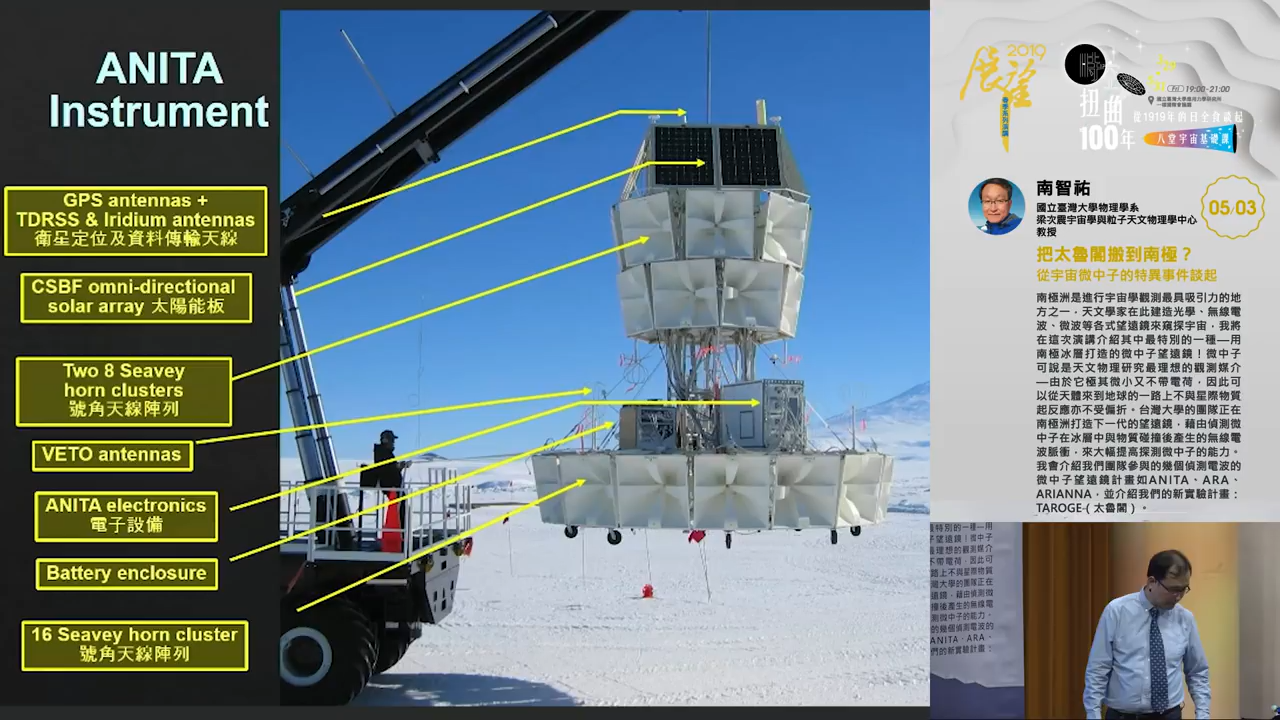 ANITA
Instrument
GPS antennas +
TDRSS & Iridium antennas
衛星定位及資料傳輸天線
CSBF omni-directional
solar array 太陽能板
Two 8 Seavey
horn clusters
號角天線陣列
VETO antennas
ANITA electronics
電子設備
Battery enclosure
16 Seavey horn cluster
號角天線陣列
2019
展望
扭曲
100年
19:00-21:00
從1919年的日全食談起
八堂宇宙基礎課
南智祐
國立臺灣大學物理學系
梁次震宇宙學與粒子天文物理學中心
教授
05/03
把太魯閣搬到南極？
從宇宙微中子的特異事件談起
南極洲是進行宇宙學觀測最具吸引力的地
方之一，天文學家在此建造光學、無線電
波、微波等各式望遠鏡來窺探宇宙，我將
在這次演講介紹其中最特別的一種—用
南極冰層打造的微中子望遠鏡！微中子
可說是天文物理研究最理想的觀測媒介
—由於它極其微小又不帶電荷，因此可
以從天體來到地球的一路上不與星際物質
起反應亦不受偏折。台灣大學的團隊正在
南極洲打造下一代的望遠鏡，藉由偵測微
中子在冰層中與物質碰撞後產生的無線電
波脈衝，來大幅提高探測微中子的能力。
我會介紹我們團隊參與的幾個偵測電波的
微中子望遠鏡計畫如ANITA、ARA、
ARIANNA，並介紹我們的新實驗計畫：
TAROGE（太魯閣）。